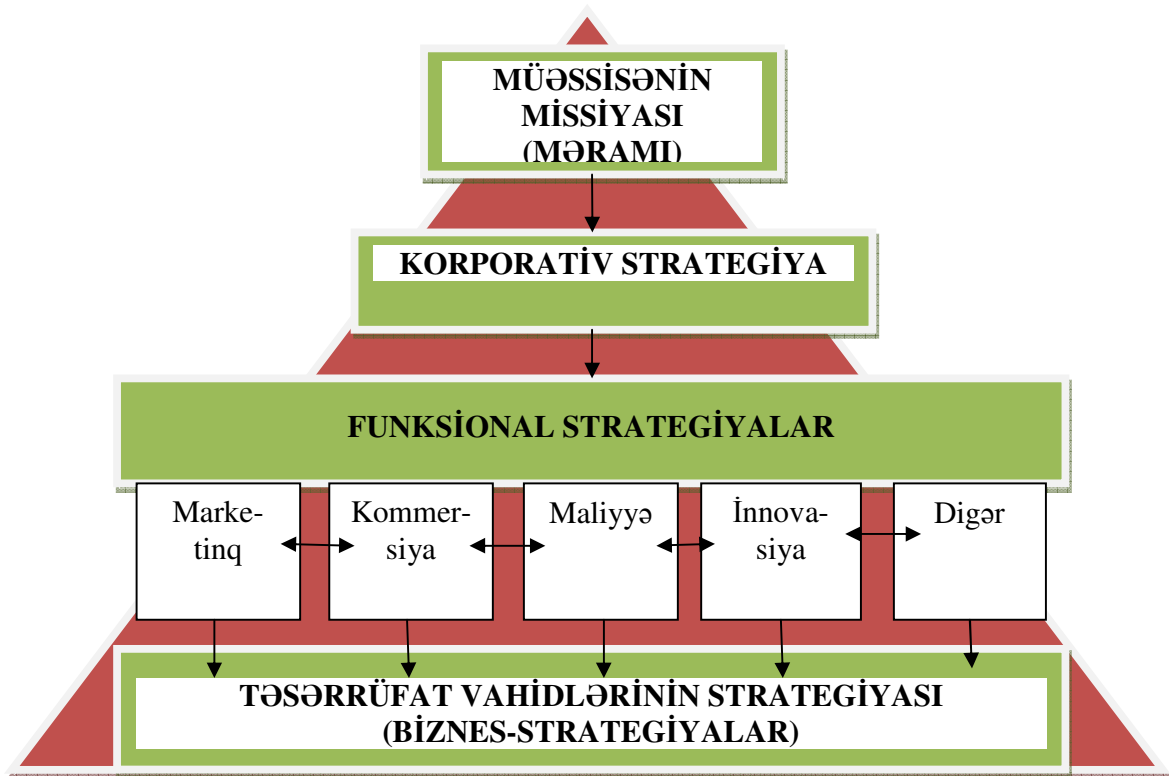 MÜƏSSİSƏNİN
MİSSİYASI
(MƏRAMI)
KORPORATİV STRATEGİYA
FUNKSİONAL STRATEGİYALAR
Marke-
tinq
Kommer-
siya
Maliyyə
İnnova-
siya
Digər
TƏSƏRRÜFAT VAHİDLƏRİNİN STRATEGİYASI
(BİZNES-STRATEGİYALAR)